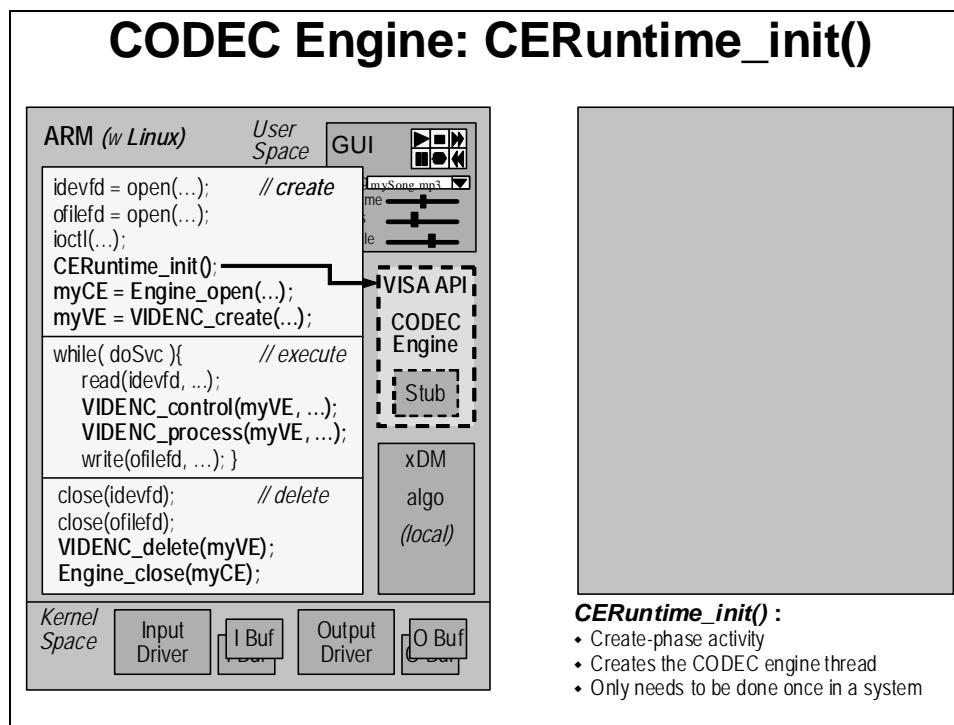 CODEC Engine: CERuntime_init()
ARM (w Linux)
User
Space
GUI
mySong.mp3
me
s
le
idevfd = open(…); // create
ofilefd = open(…);
ioctl(…);
CERuntime_init();
myCE = Engine_open(…);
myVE = VIDENC_create(…);
while( doSvc ){ // execute
read(idevfd, ...);
VIDENC_control(myVE, …);
VIDENC_process(myVE, …);
write(ofilefd, …); }
close(idevfd); // delete
close(ofilefd);
VIDENC_delete(myVE);
Engine_close(myCE);
VISA API
CODEC
Engine
Stub
xDM
algo
(local)
Kernel
Space
Input
Driver
I Buf
Output
Driver
O Buf
CERuntime_init() :
◆ Create-phase activity
◆ Creates the CODEC engine thread
◆ Only needs to be done once in a system